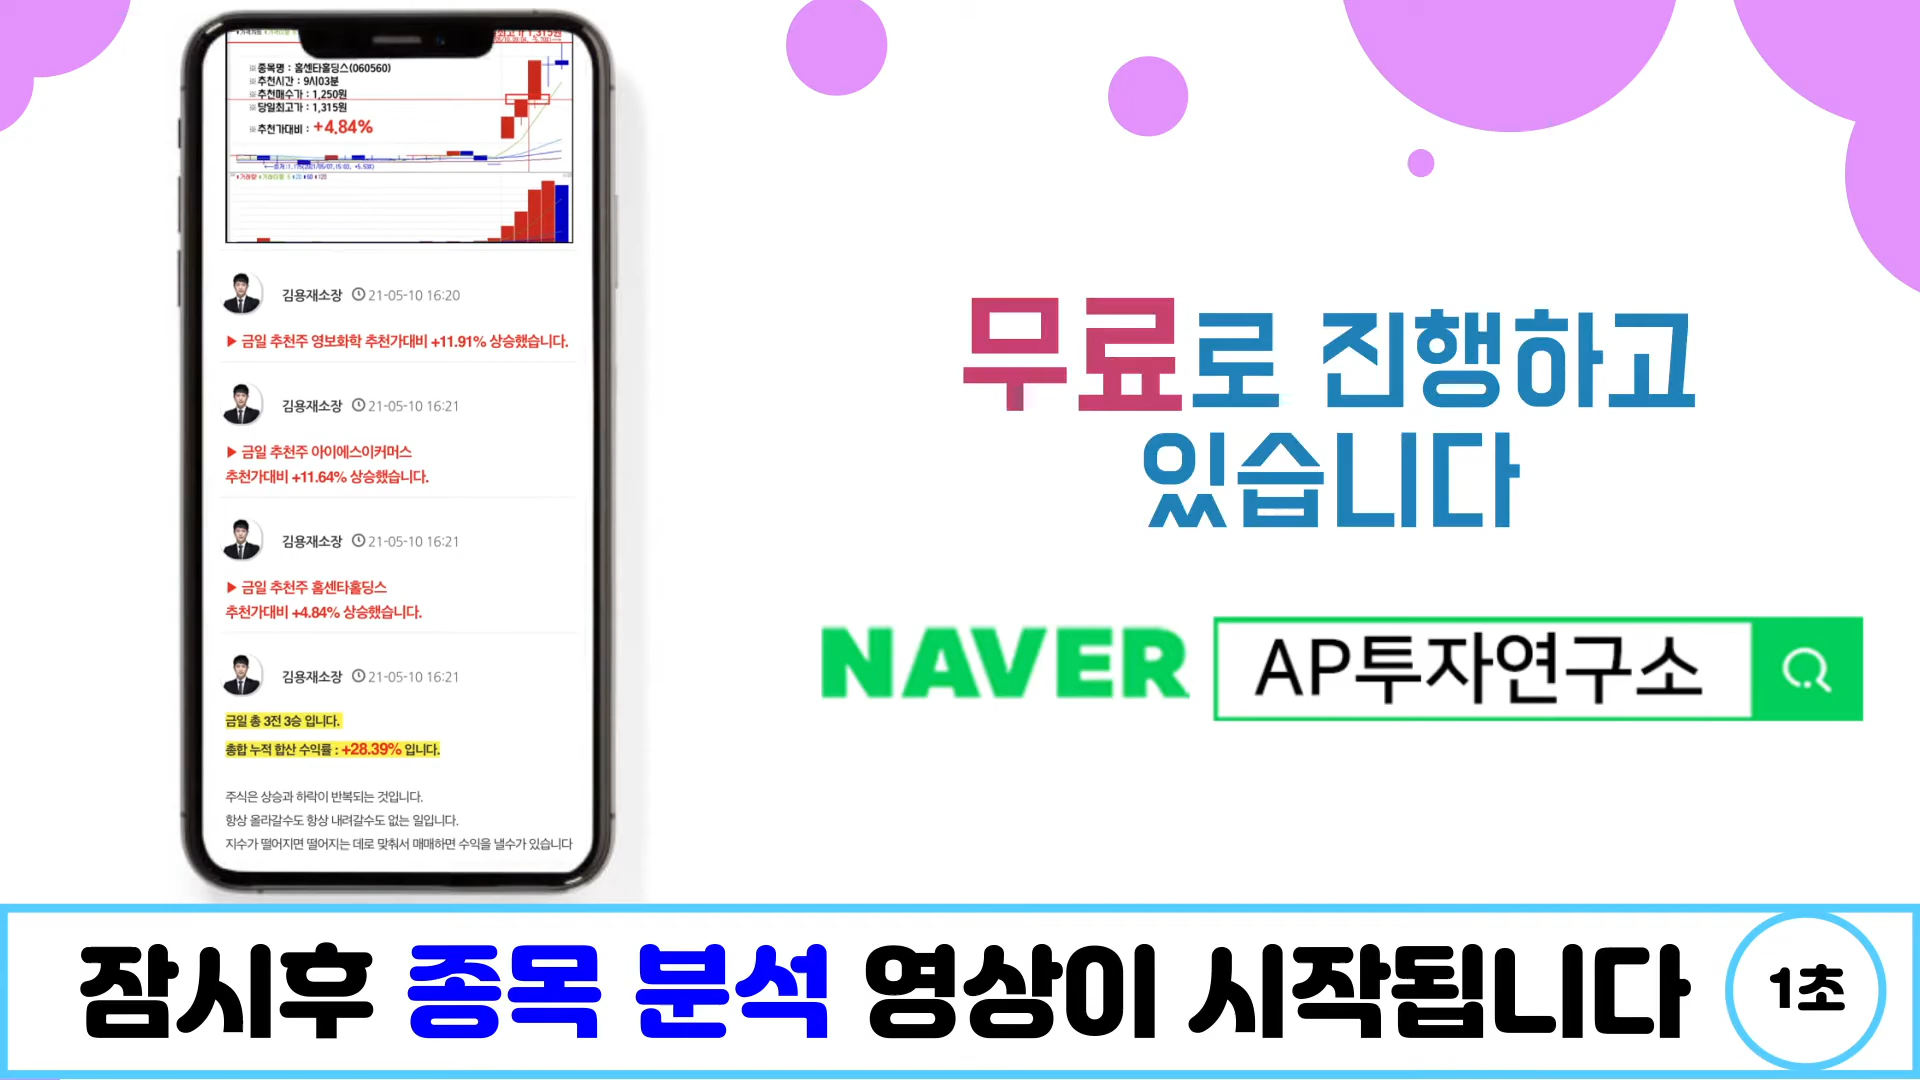 ※종목명 : 홈센타홀딩스(060560)
※추천시간 : 9시03분
※추천매수가 : 1,250원
※당일최고가 : 1,315원
※추천가대비 : +4.84%
김용재소장 21-05-10 16:20
▶ 금일 추천주 영보화학 추천가대비 +11.91% 상승했습니다.
김용재소장 21-05-10 16:21
▶ 금일 추천주 아이에스이커머스
추천가대비 +11.64% 상승했습니다.
김용재소장 21-05-10 16:21
▶ 금일 추천주 홈센타홀딩스
추천가대비 +4.84% 상승했습니다.
김용재소장 21-05-10 16:21
금일 총 3전 3승 입니다.
총합 누적 합산 수익률 : +28.39% 입니다.
주식은 상승과 하락이 반복되는 것입니다.
항상 올라갈수도 항상 내려갈수도 없는 일입니다.
지수가 떨어지면 떨어지는 데로 맞춰서 매매하면 수익을 낼수가 있습니다
무료로 진행하고
있습니다
NAVER AP투자연구소
잠시후 종목 분석 영상이 시작됩니다 1초